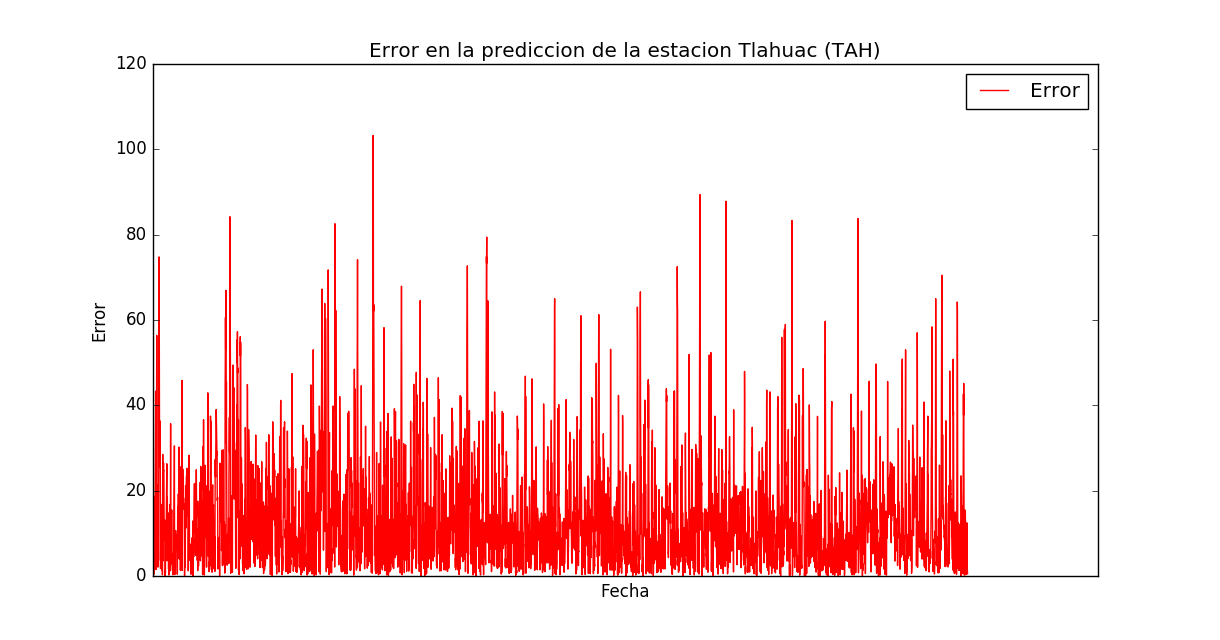 Error en la prediccion de la estacion Tlahuac (TAH)
120
100
80
60
40
20
0
Error
Error
Fecha